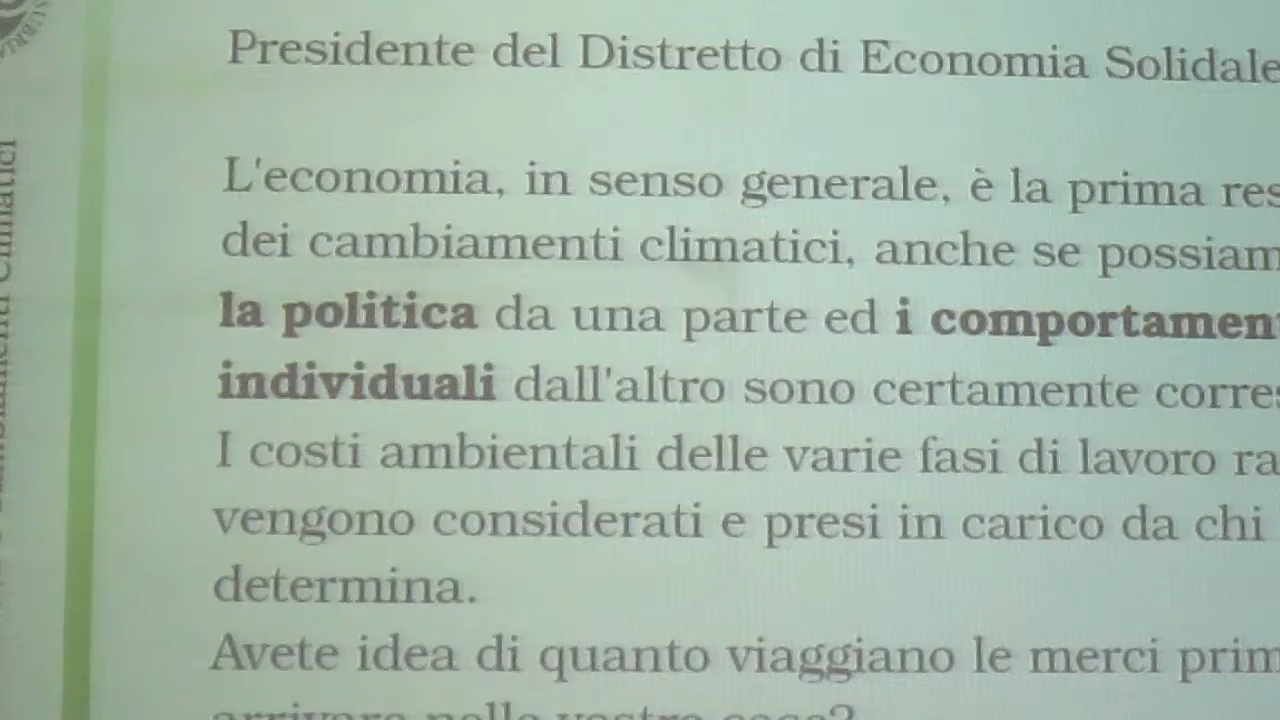 Presidente del Distretto di Economia Solidale
L'economia, in senso generale, è la prima res
dei cambiamenti climatici, anche se possiam
la politica da una parte ed i comportamen
individuali dall'altro sono certamente corres
I costi ambientali delle varie fasi di lavoro ra
vengono considerati e presi in carico da chi
determina.
Avete idea di quanto viaggiano le merci prim
Climatici